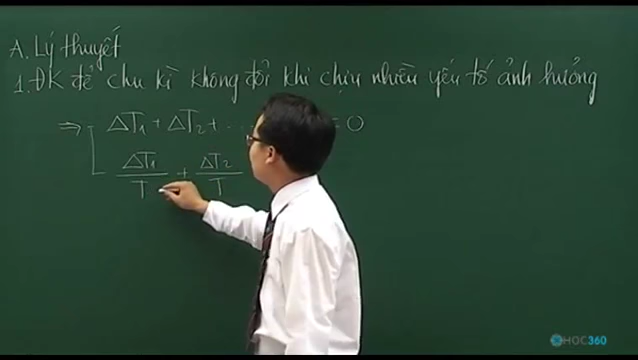 A. Lý thuyết
1. ĐK để chu kì không đổi khi chịu nhiều yếu tố ảnh hưởng
=> ΔT₁ + ΔT₂ + ... = 0
ΔT₁/T + ΔT₂/T
HOC360